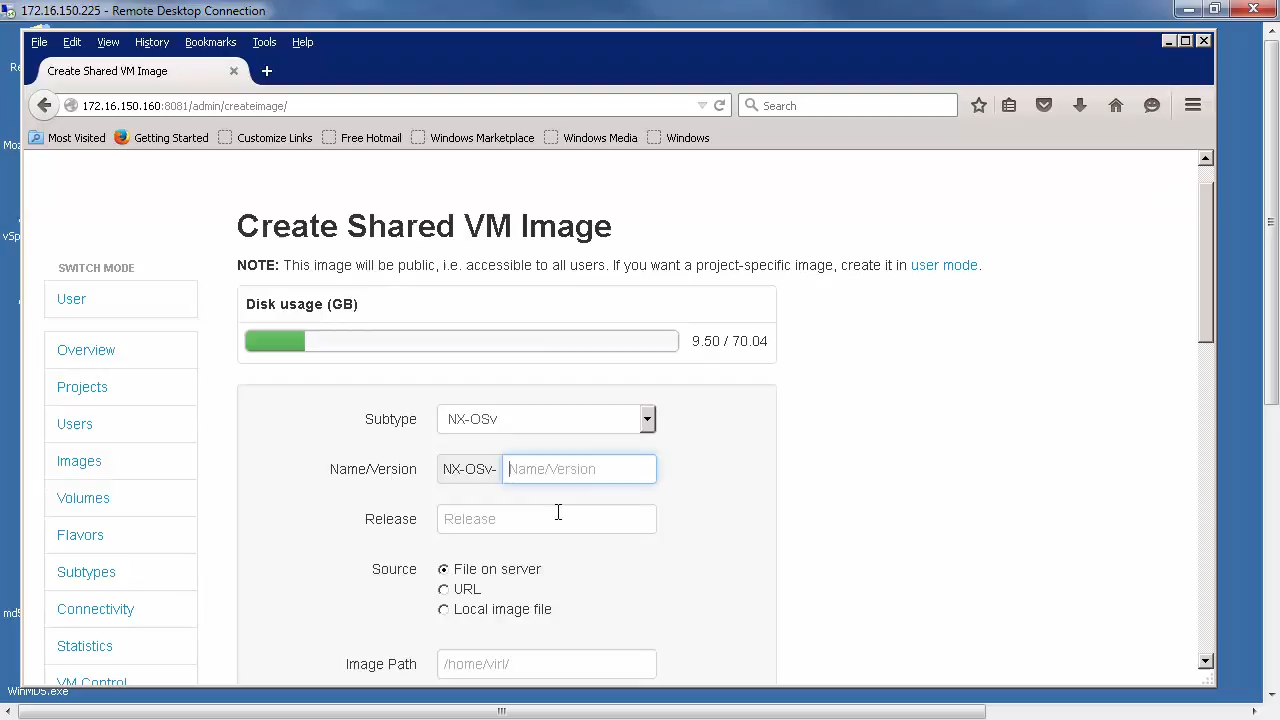 172.16.150.225 - Remote Desktop Connection
File Edit View History Bookmarks Tools Help
Create Shared VM Image
172.16.150.160:8081/admin/createimage/
Search
Most Visited Getting Started Customize Links Free Hotmail Windows Marketplace Windows Media Windows
Create Shared VM Image
NOTE: This image will be public, i.e. accessible to all users. If you want a project-specific image, create it in user mode.
SWITCH MODE
User
Overview
Projects
Users
Images
Volumes
Flavors
Subtypes
Connectivity
Statistics
VM Control
Disk usage (GB)
9.50 / 70.04
Subtype NX-OSv
Name/Version NX-OSv- Name/Version
Release Release
Source File on server
URL
Local image file
Image Path /home/virl/
WinMD5.exe